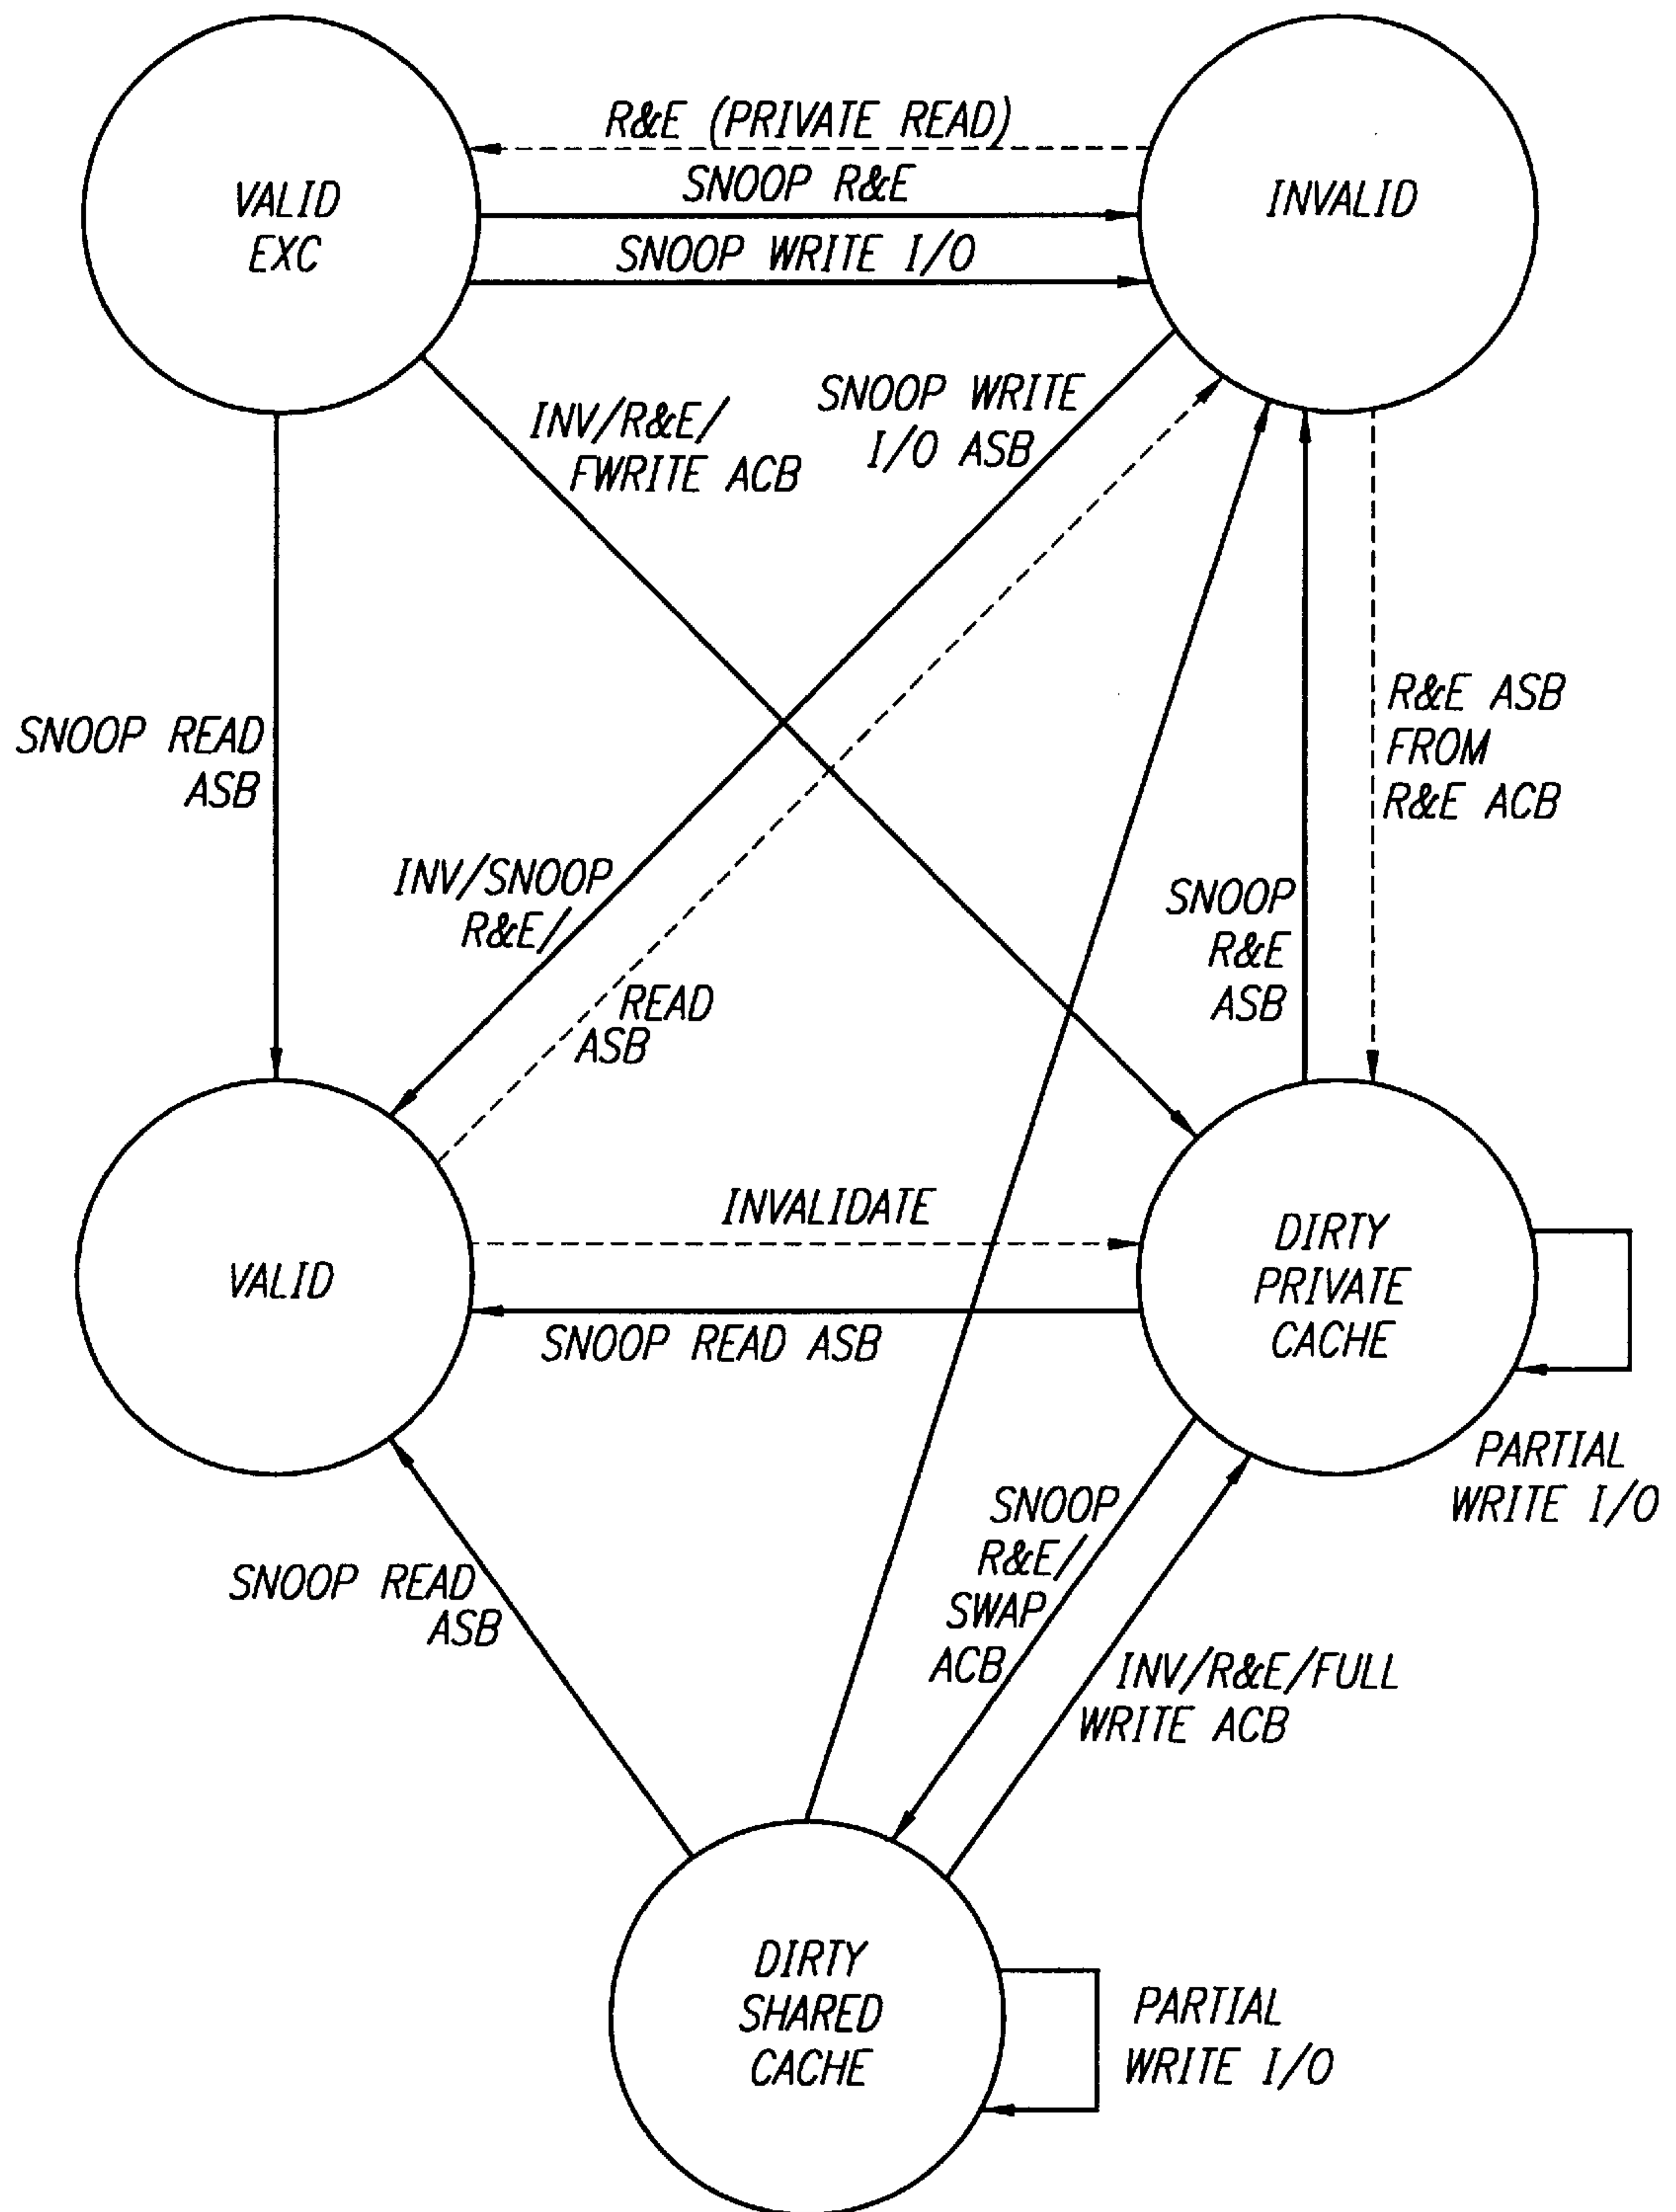 R&E (PRIVATE READ)
VALID
EXC
SNOOP R&E
INVALID
SNOOP WRITE I/O
INV/R&E/
FWRITE ACB
SNOOP WRITE
I/O ASB
SNOOP READ
ASB
R&E ASB
FROM
R&E ACB
INV/SNOOP
R&E/
SNOOP
R&E
ASB
READ
ASB
INVALIDATE
VALID
DIRTY
PRIVATE
CACHE
SNOOP READ ASB
PARTIAL
WRITE I/O
SNOOP
R&E/
SWAP
ACB
SNOOP READ
ASB
INV/R&E/FULL
WRITE ACB
DIRTY
SHARED
CACHE
PARTIAL
WRITE I/O